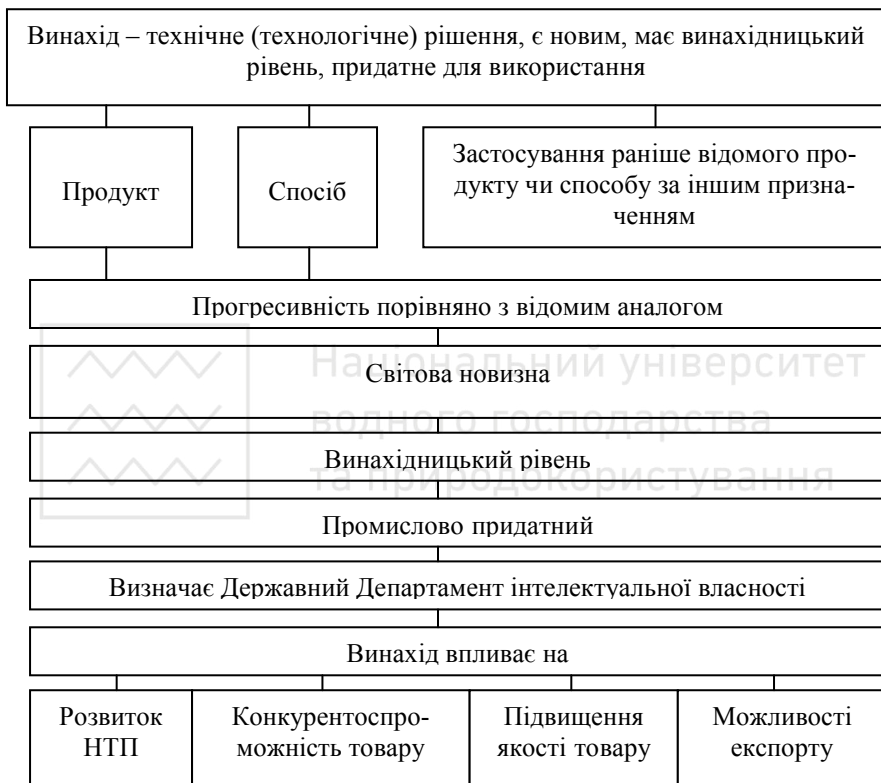 Винахід – технічне (технологічне) рішення, є новим, має винахідницький
рівень, придатне для використання
Продукт
Спосіб
Застосування раніше відомого про-
дукту чи способу за іншим призна-
ченням
Прогресивність порівняно з відомим аналогом
Національний університет
Світова новизна
водного господарства
Винахідницький рівень
та природокористування
Промислово придатний
Визначає Державний Департамент інтелектуальної власності
Винахід впливає на
Розвиток
НТП
Конкурентоспро-
можність товару
Підвищення
якості товару
Можливості
експорту